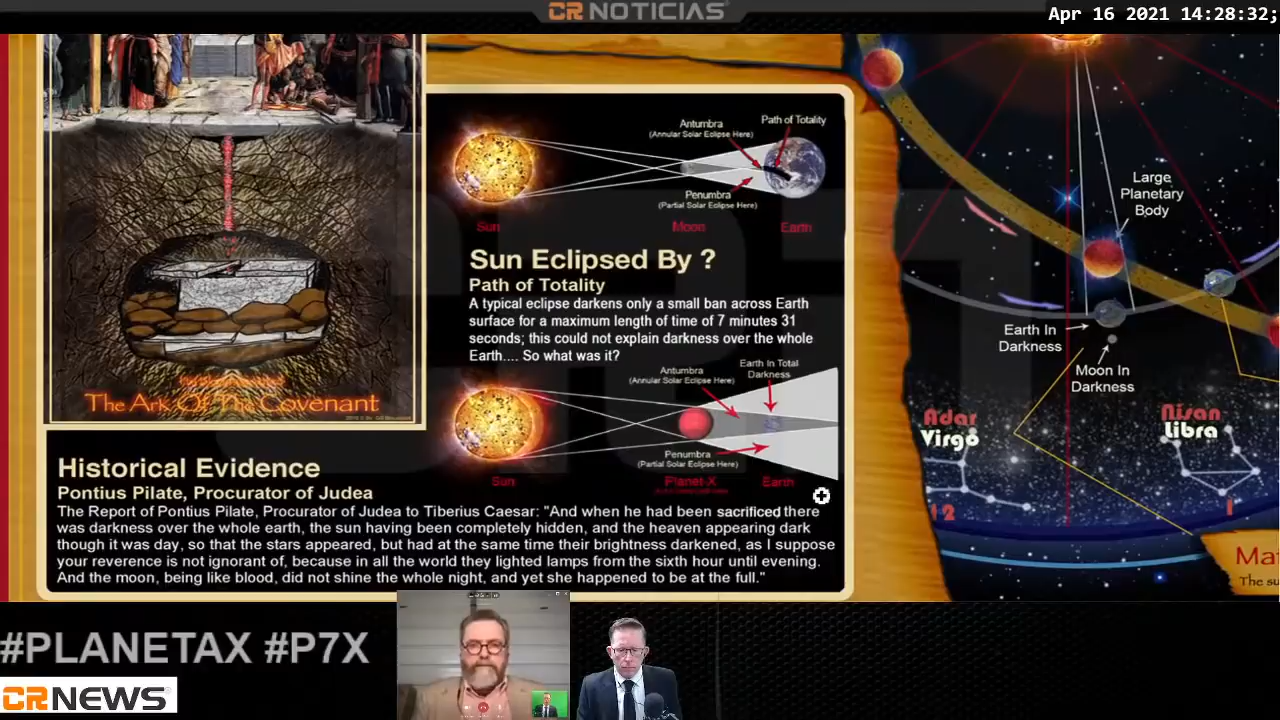 CR NOTICIAS
Apr 16 2021 14:28:32;
Antumbra
(Annular Solar Eclipse Here)
Path of Totality
Penumbra
(Partial Solar Eclipse Here)
Sun
Moon
Earth
Sun Eclipsed By ?
Path of Totality
A typical eclipse darkens only a small ban across Earth
surface for a maximum length of time of 7 minutes 31
seconds; this could not explain darkness over the whole
Earth.... So what was it?
Antumbra
(Annular Solar Eclipse Here)
Earth In Total
Darkness
Penumbra
(Partial Solar Eclipse Here)
Sun
Planet-X
Earth
The Ark Of The Covenant
Historical Evidence
Pontius Pilate, Procurator of Judea
The Report of Pontius Pilate, Procurator of Judea to Tiberius Caesar: "And when he had been sacrificed there
was darkness over the whole earth, the sun having been completely hidden, and the heaven appearing dark
though it was day, so that the stars appeared, but had at the same time their brightness darkened, as I suppose
your reverence is not ignorant of, because in all the world they lighted lamps from the sixth hour until evening.
And the moon, being like blood, did not shine the whole night, and yet she happened to be at the full."
Large
Planetary
Body
Earth In
Darkness
Moon In
Darkness
Adar
Virgo
Nisan
Libra
12
1
Ma
The su
#PLANETAX #P7X
CR NEWS